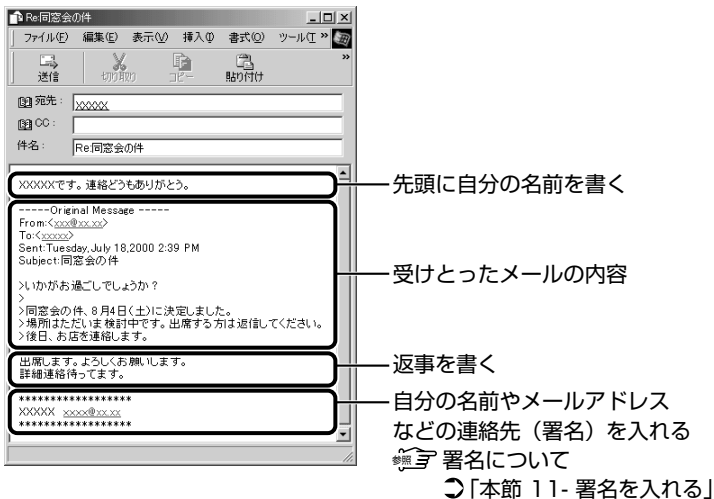 Re:同窓会の件
ファイル(F) 編集(E) 表示(V) 挿入(I) 書式(O) ツール(T »
送信 切り取り コピー 貼り付け »
宛先: xxxxx
CC:
件名: Re:同窓会の件
XXXXXです。連絡どうもありがとう。
先頭に自分の名前を書く
-----Original Message -----
From:<xxx@xx.xx>
To:<xxxxx>
Sent:Tuesday,July 18,2000 2:39 PM
Subject:同窓会の件
>いかがお過ごしでしょうか?
>
>同窓会の件、8月4日(土)に決定しました。
>場所はただいま検討中です。出席する方は返信してください。
>後日、お店を連絡します。
受けとったメールの内容
出席します。よろしくお願いします。
詳細連絡待ってます。
返事を書く
******************
XXXXX xxxx@xx.xx
******************
自分の名前やメールアドレス
などの連絡先(署名)を入れる
参照 署名について
「本節 11- 署名を入れる」